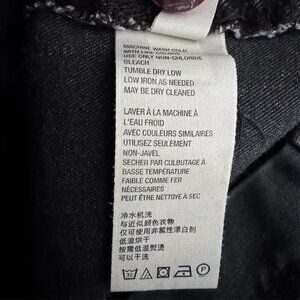 MACHINE WASH COLD
WITH LIKE COLORS
USE ONLY NON-CHLORINE
BLEACH
TUMBLE DRY LOW
LOW IRON AS NEEDED
MAY BE DRY CLEANED
LAVER À LA MACHINE À
L'EAU FROID
AVEC COULEURS SIMILAIRES
UTILISEZ SEULEMENT
NON-JAVEL
SECHER PAR CULBUTAGE À
BASSE TEMPÉRATURE
FAIBLE COMME FER
NÉCESSAIRES
PEUT ÊTRE NETTOYE À SEC
冷水机洗
与近似颜色衣物
仅可使用非氯性漂白剂
低温烘干
按需低温熨烫
可以干洗